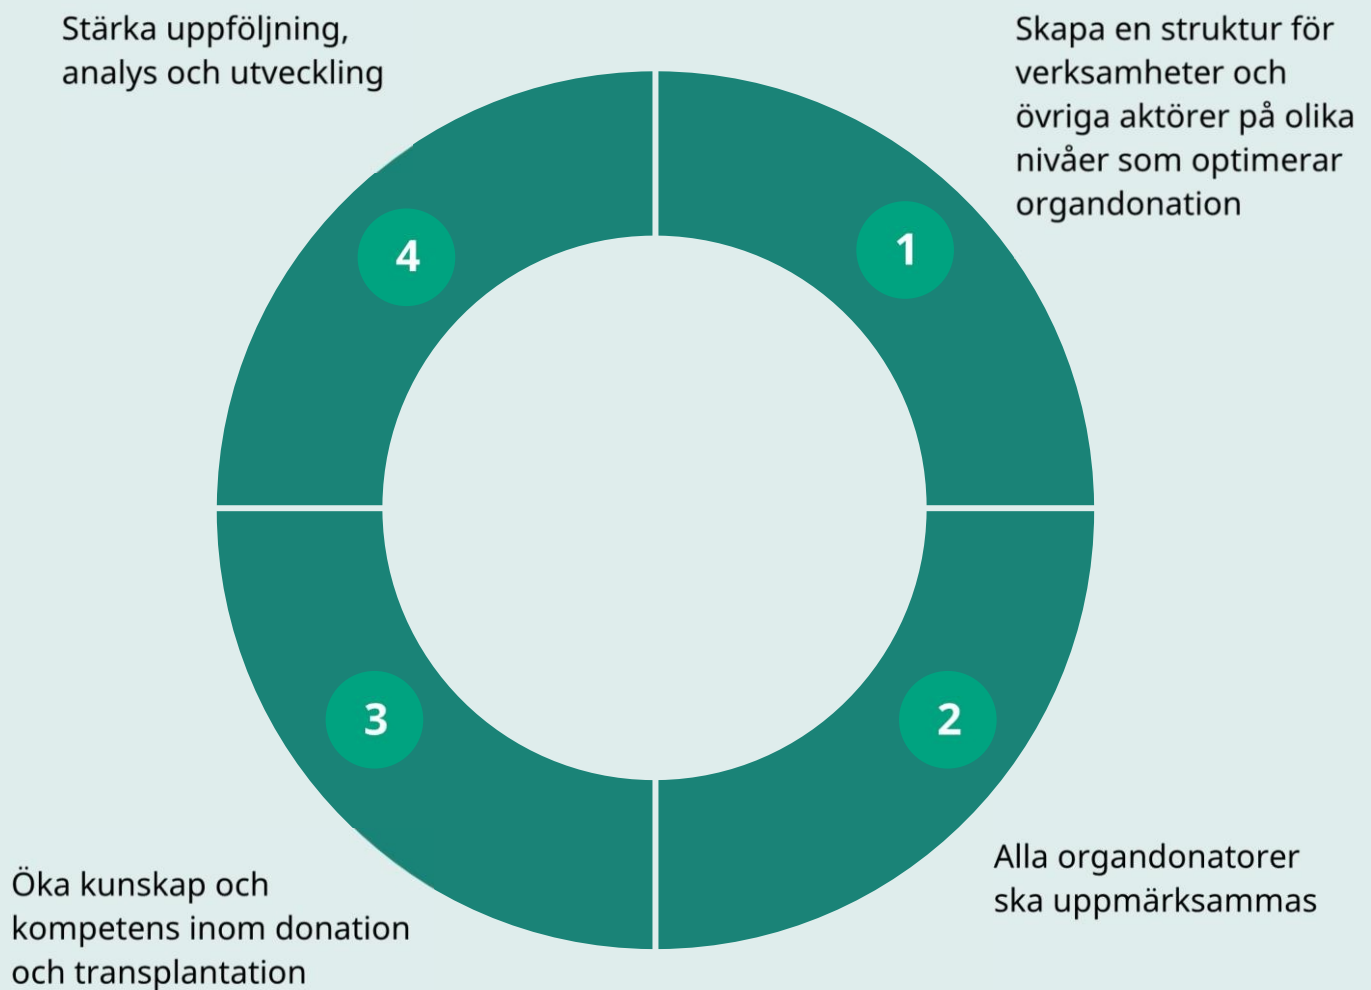 Stärka uppföljning,
analys och utveckling
Skapa en struktur för
verksamheter och
övriga aktörer på olika
nivåer som optimerar
organdonation
4
1
3
2
Alla organdonatorer
ska uppmärksammas
Öka kunskap och
kompetens inom donation
och transplantation